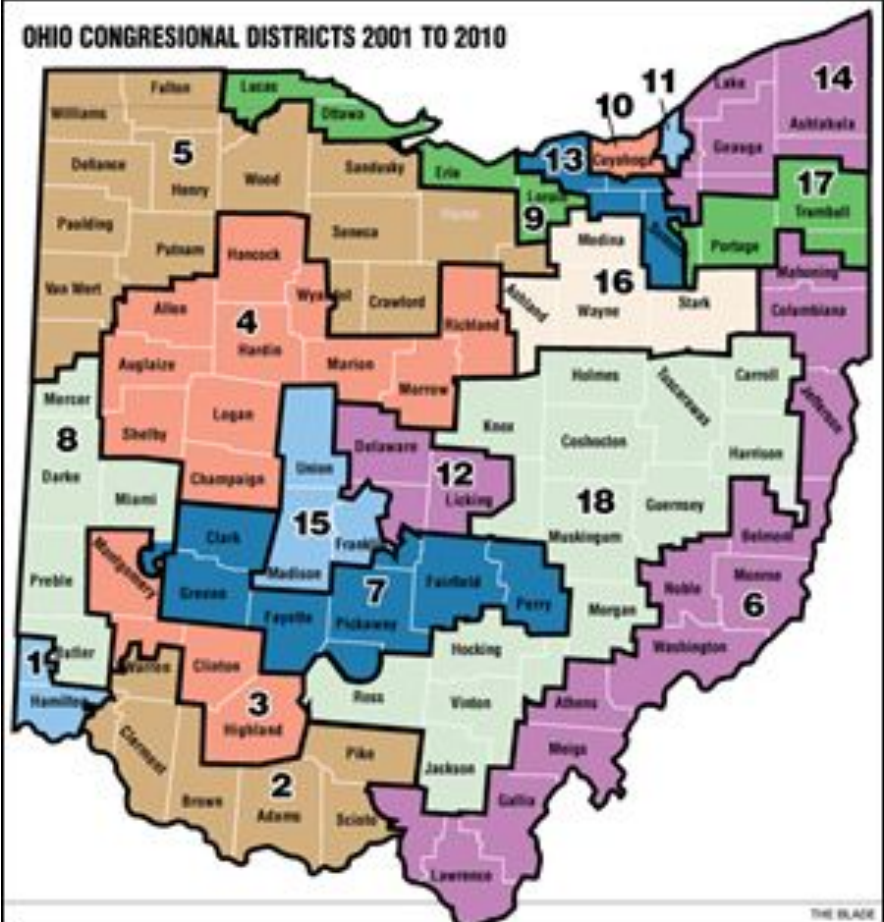 OHIO CONGRESIONAL DISTRICTS 2001 TO 2010
11
Lake
14
10
Fulton
Lucas
Williams
Ottawa
Ashtabula
13
Cuyahoga
Geauga
5
Defiance
Sandusky
Erie
Henry
Wood
17
Lorain
Trumbull
Paulding
Huron
9
Seneca
Medina
Summit
Portage
Putnam
Hancock
Mahoning
Van Wert
Wyandot
Crawford
Ashland
16
Wayne
Stark
Columbiana
Allen
4
Richland
Hardin
Auglaize
Marion
Morrow
Holmes
Tuscarawas
Carroll
Mercer
Jefferson
Logan
Knox
Shelby
8
Delaware
Coshocton
Harrison
Darke
Union
12
Champaign
Licking
Miami
18
Guernsey
15
Clark
Franklin
Muskingum
Belmont
Montgomery
Madison
Preble
Greene
7
Fairfield
Perry
Noble
Monroe
6
Fayette
Pickaway
Morgan
Washington
1
Butler
Hocking
Warren
Clinton
Hamilton
3
Ross
Vinton
Athens
Highland
Clermont
Pike
Meigs
2
Jackson
Brown
Adams
Scioto
Gallia
Lawrence
THE BLADE